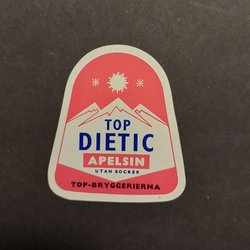 TOP
DIETIC
APELSIN
UTAN SOCKER
TOP-BRYGGERIERNA